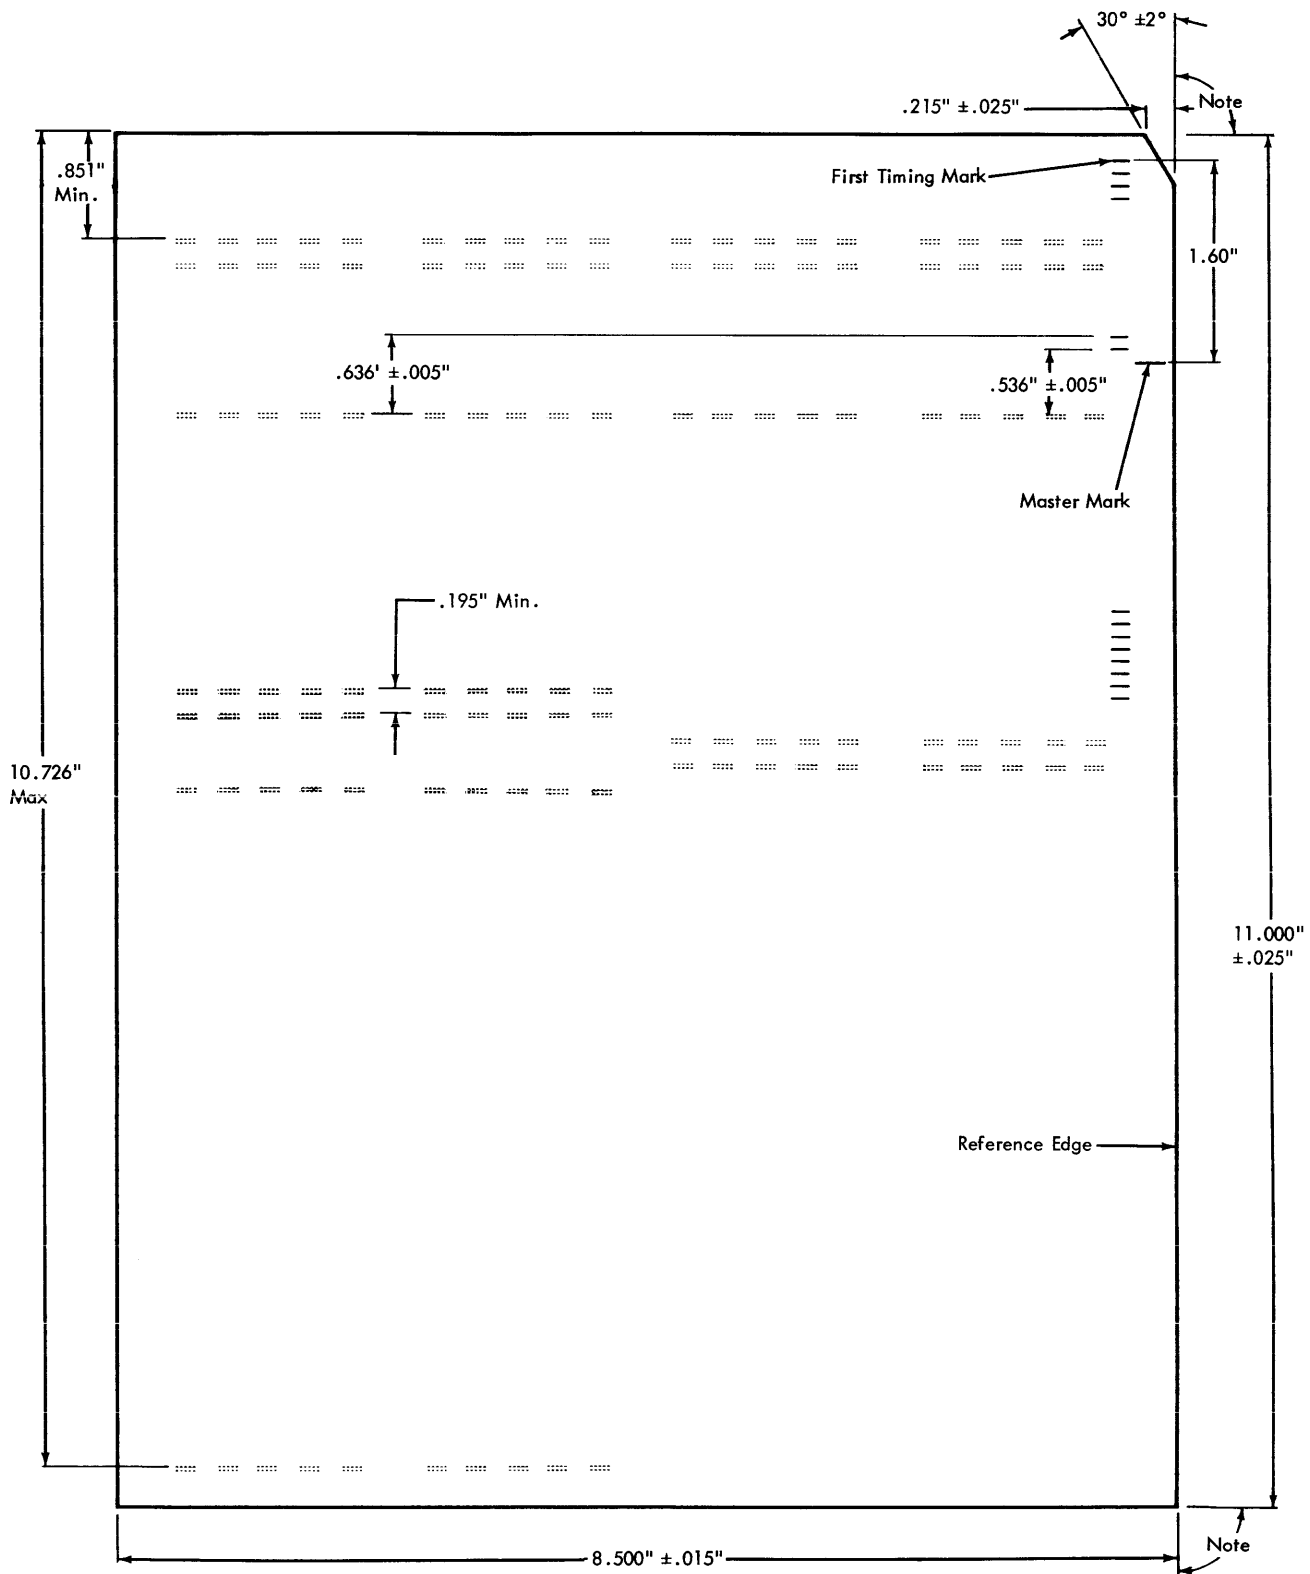 30° ±2°
.215" ±.025"
Note
.851"
Min.
First Timing Mark
1.60"
.636' ±.005"
.536" ±.005"
Master Mark
.195" Min.
10.726"
Max
11.000"
±.025"
Reference Edge
8.500" ±.015"
Note